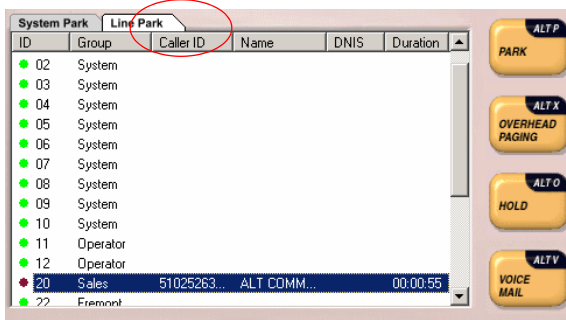 System Park Line Park
ID Group Caller ID Name DNIS Duration
02 System
03 System
04 System
05 System
06 System
07 System
08 System
09 System
10 System
11 Operator
12 Operator
20 Sales 51025263... ALT COMM... 00:00:55
22 Fremont
ALT P
PARK
ALT X
OVERHEAD
PAGING
ALT O
HOLD
ALT V
VOICE
MAIL